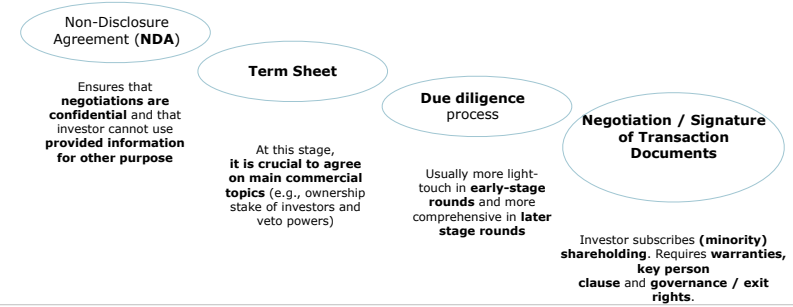 Non-Disclosure
Agreement (NDA)
Ensures that
negotiations are
confidential and that
investor cannot use
provided information
for other purpose
Term Sheet
At this stage,
it is crucial to agree
on main commercial
topics (e.g., ownership
stake of investors and
veto powers)
Due diligence
process
Usually more light-
touch in early-stage
rounds and more
comprehensive in later
stage rounds
Negotiation / Signature
of Transaction
Documents
Investor subscribes (minority)
shareholding. Requires warranties,
key person
clause and governance / exit
rights.